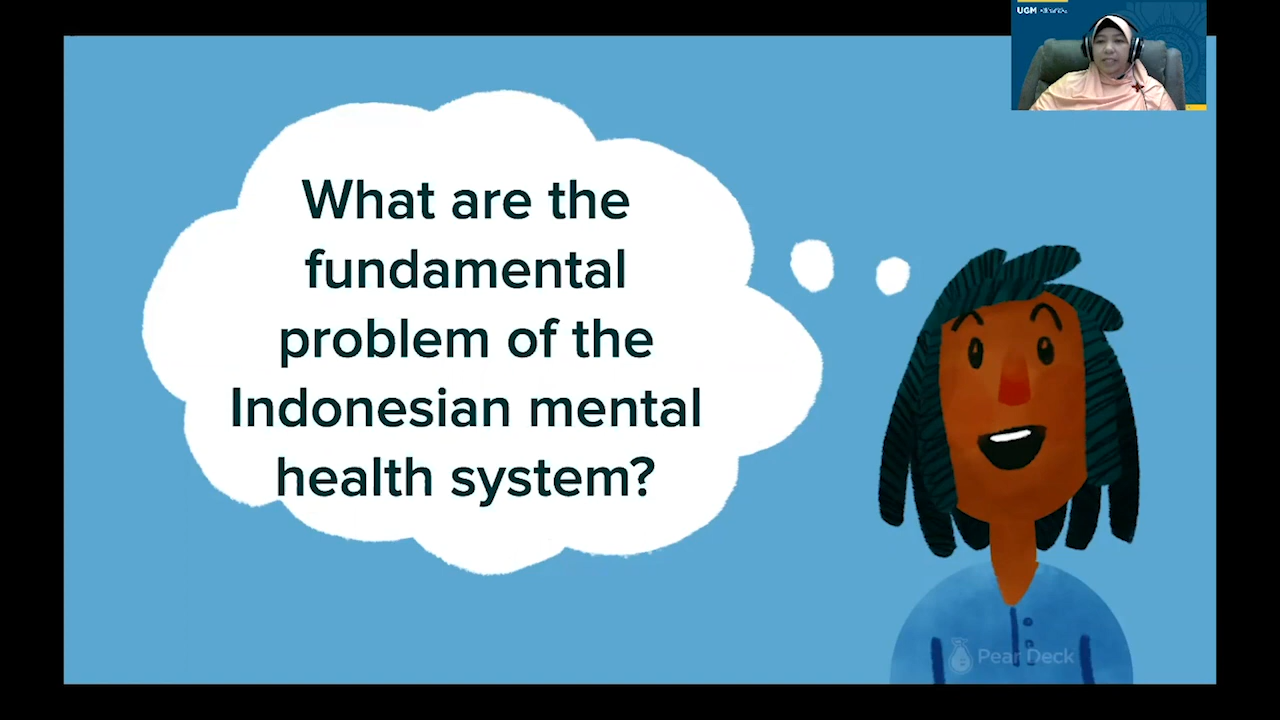 UGM
What are the
fundamental
problem of the
Indonesian mental
health system?
Pear Deck